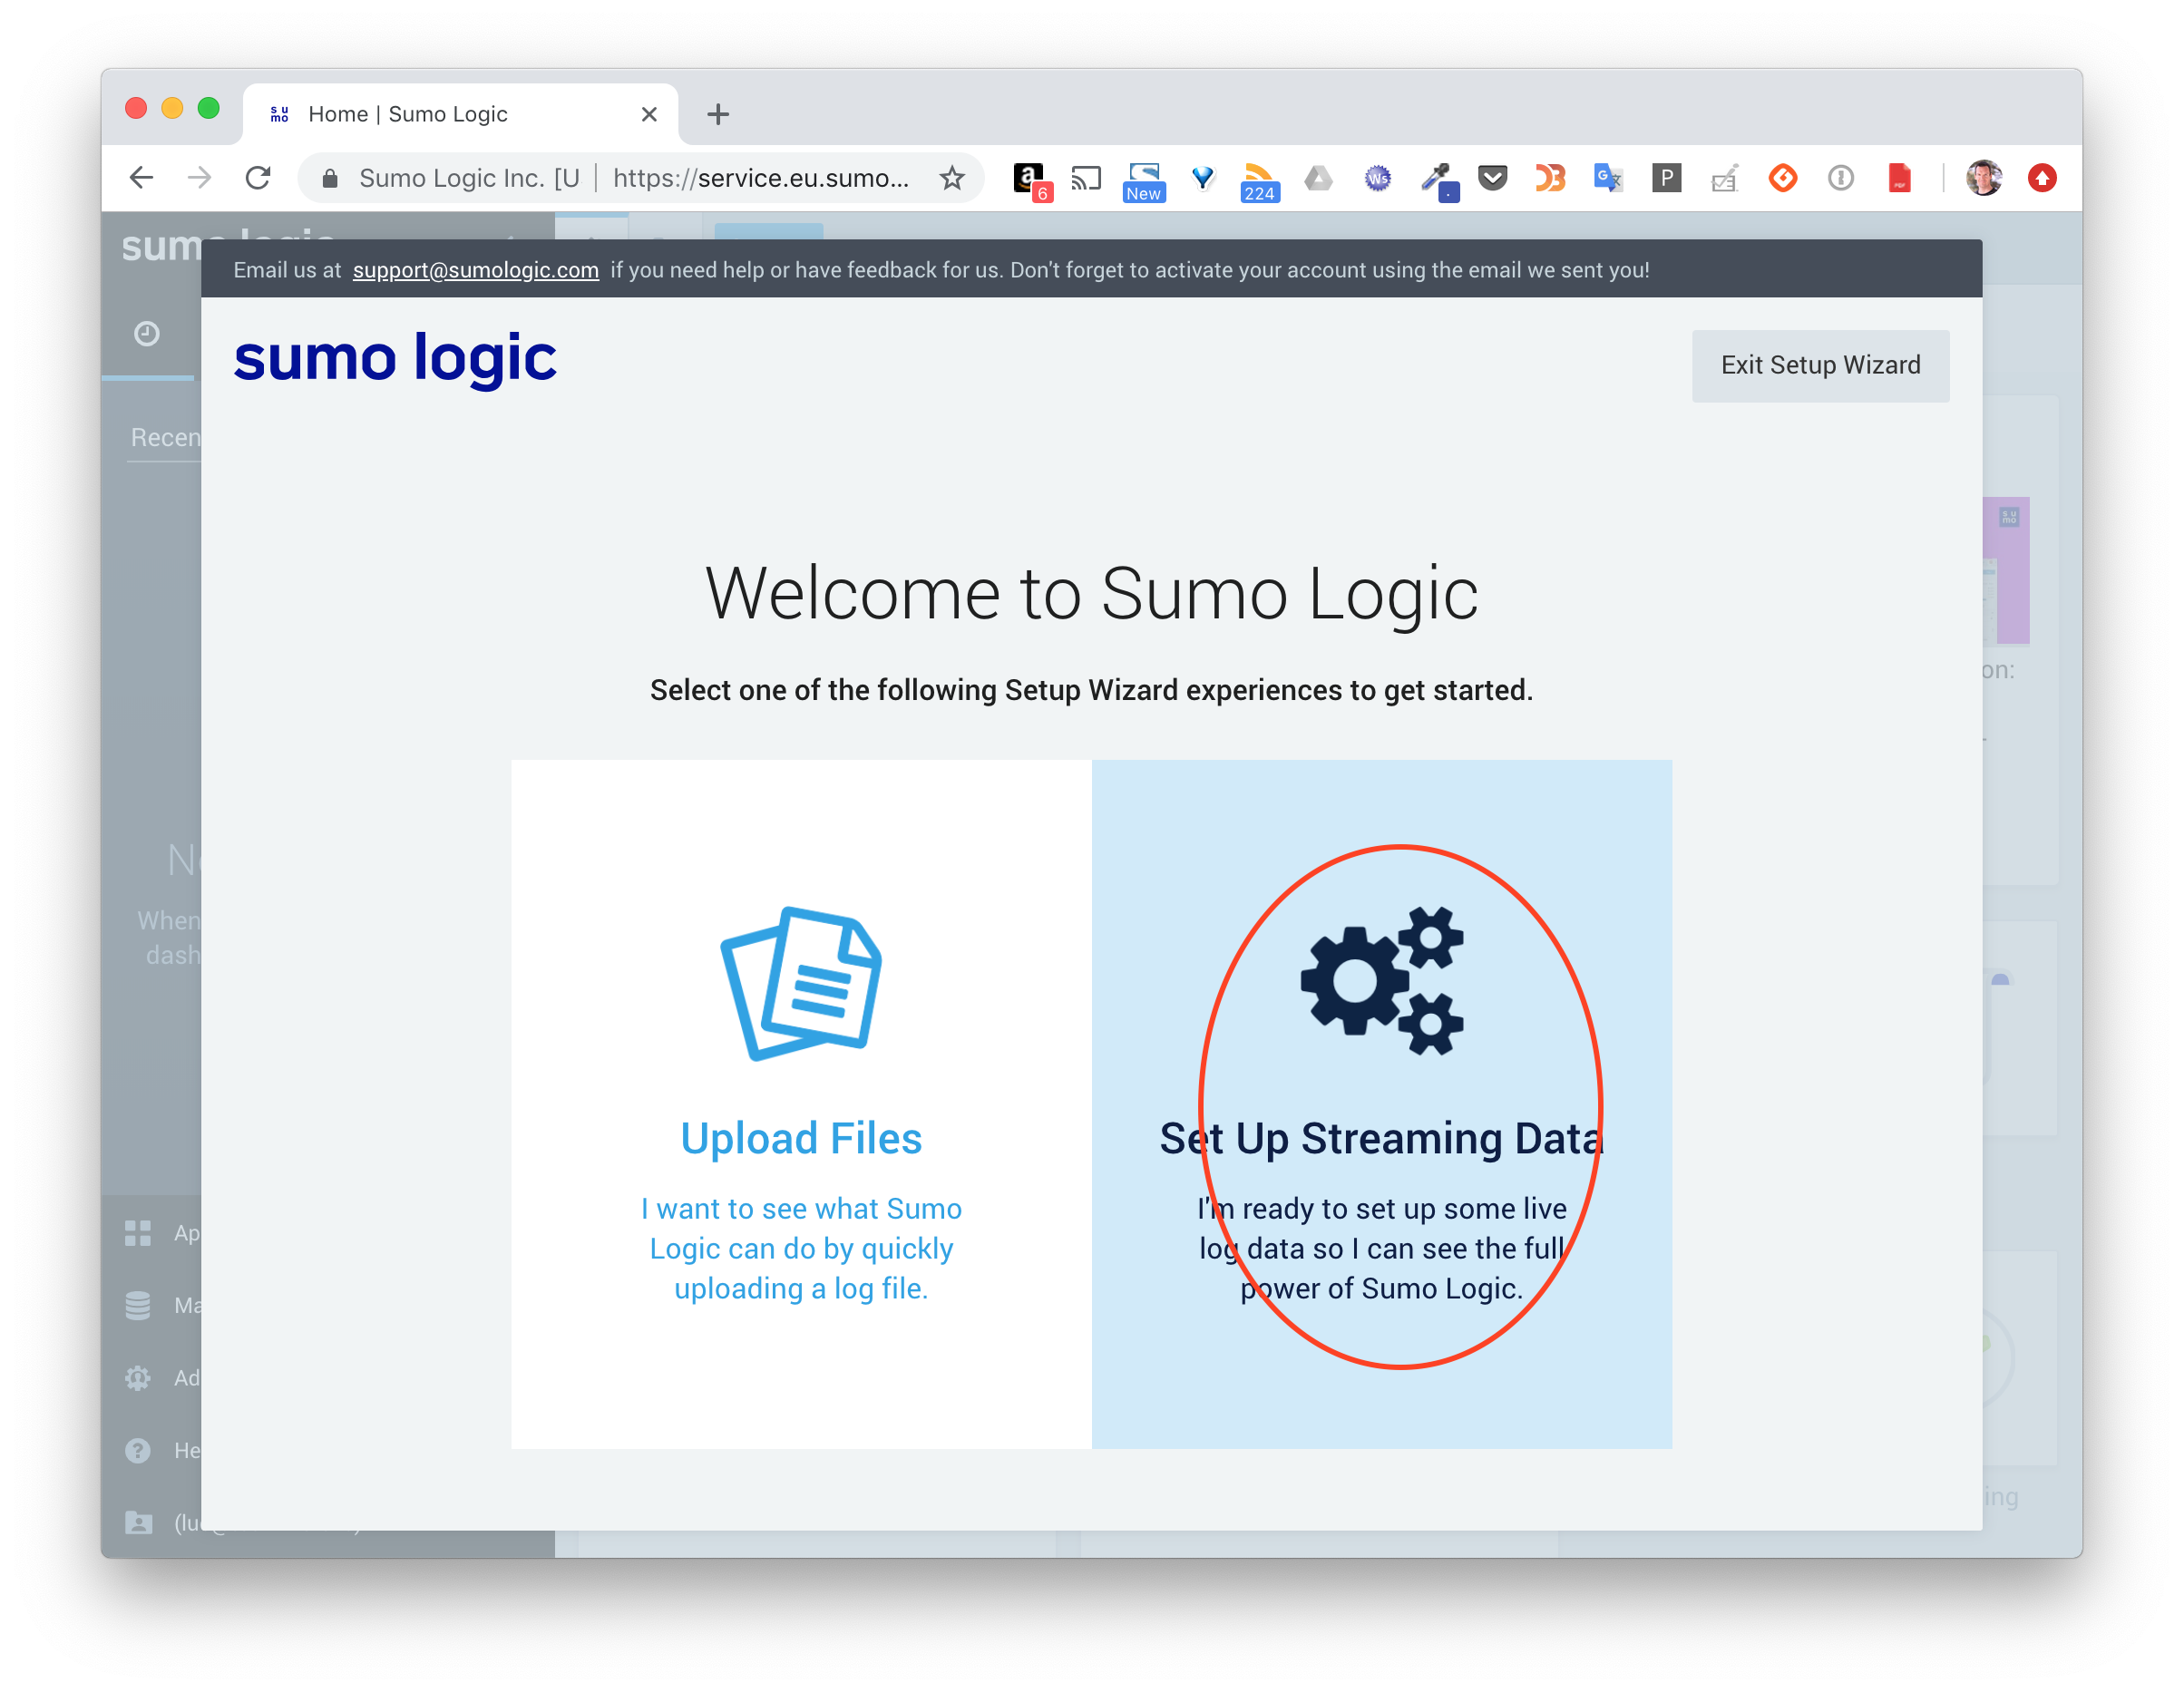 Home | Sumo Logic
Sumo Logic Inc. [U
https://service.eu.sumo...
6
New
224
Email us at support@sumologic.com if you need help or have feedback for us. Don't forget to activate your account using the email we sent you!
sumo logic
Exit Setup Wizard
Recen
Welcome to Sumo Logic
Select one of the following Setup Wizard experiences to get started.
on:
When
dash
Upload Files
I want to see what Sumo
Logic can do by quickly
uploading a log file.
Set Up Streaming Data
I'm ready to set up some live
log data so I can see the full
power of Sumo Logic.
Ap
Ma
Ad
He
ing